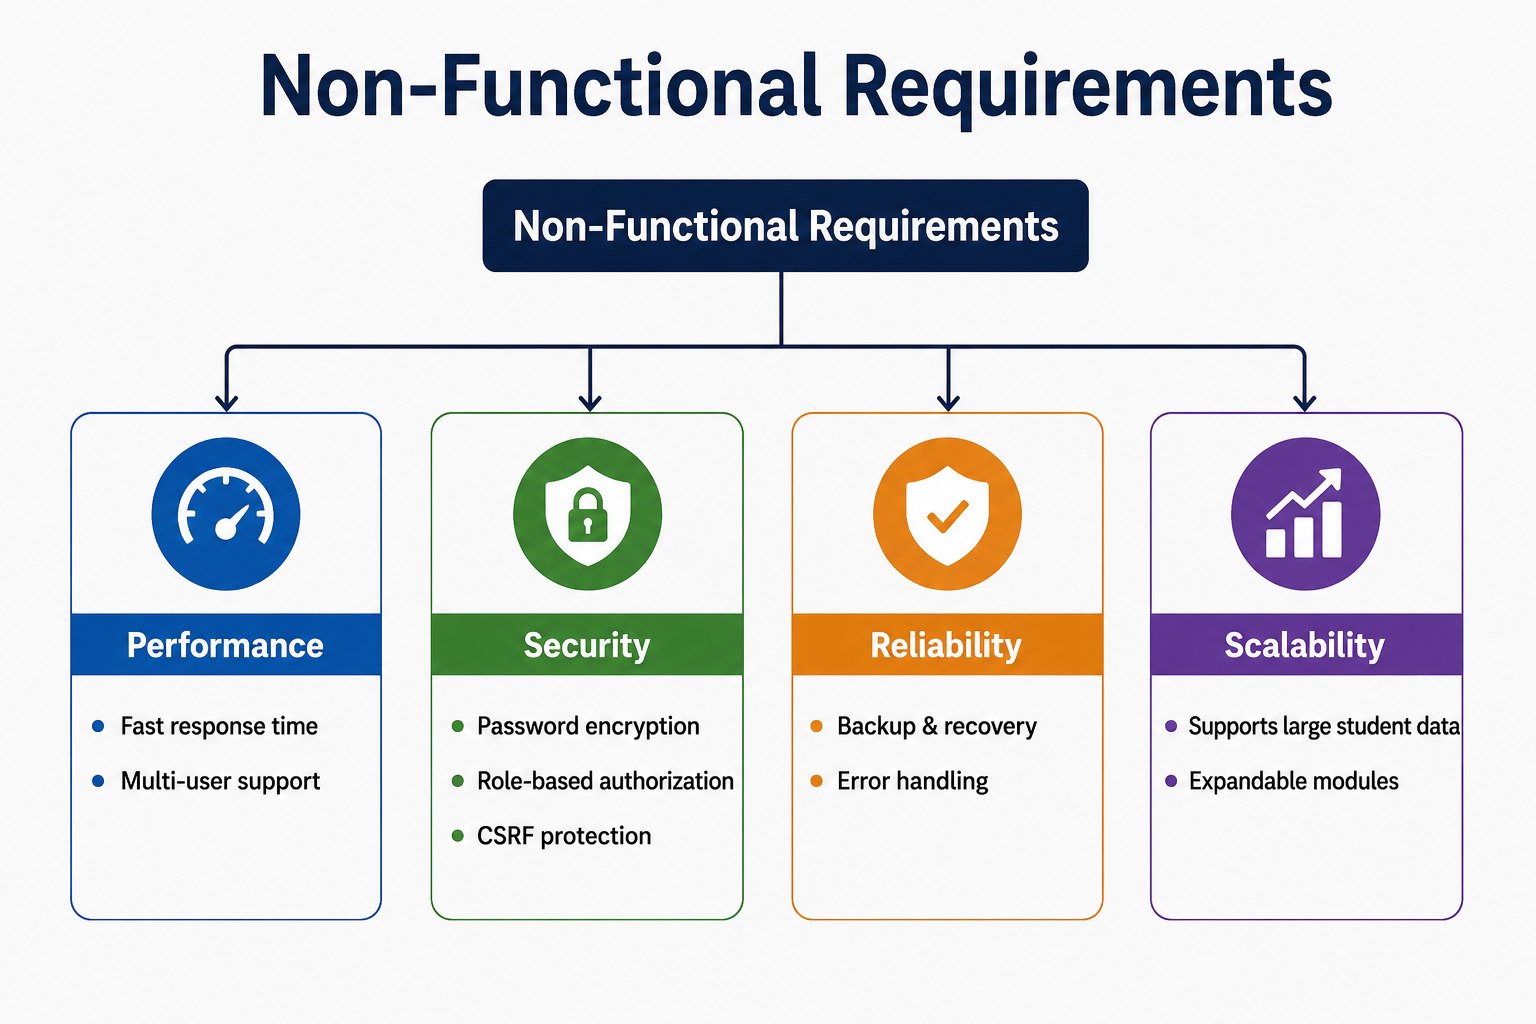 Non-Functional Requirements
Non-Functional Requirements
Performance
Fast response time
Multi-user support
Security
Password encryption
Role-based authorization
CSRF protection
Reliability
Backup & recovery
Error handling
Scalability
Supports large student data
Expandable modules